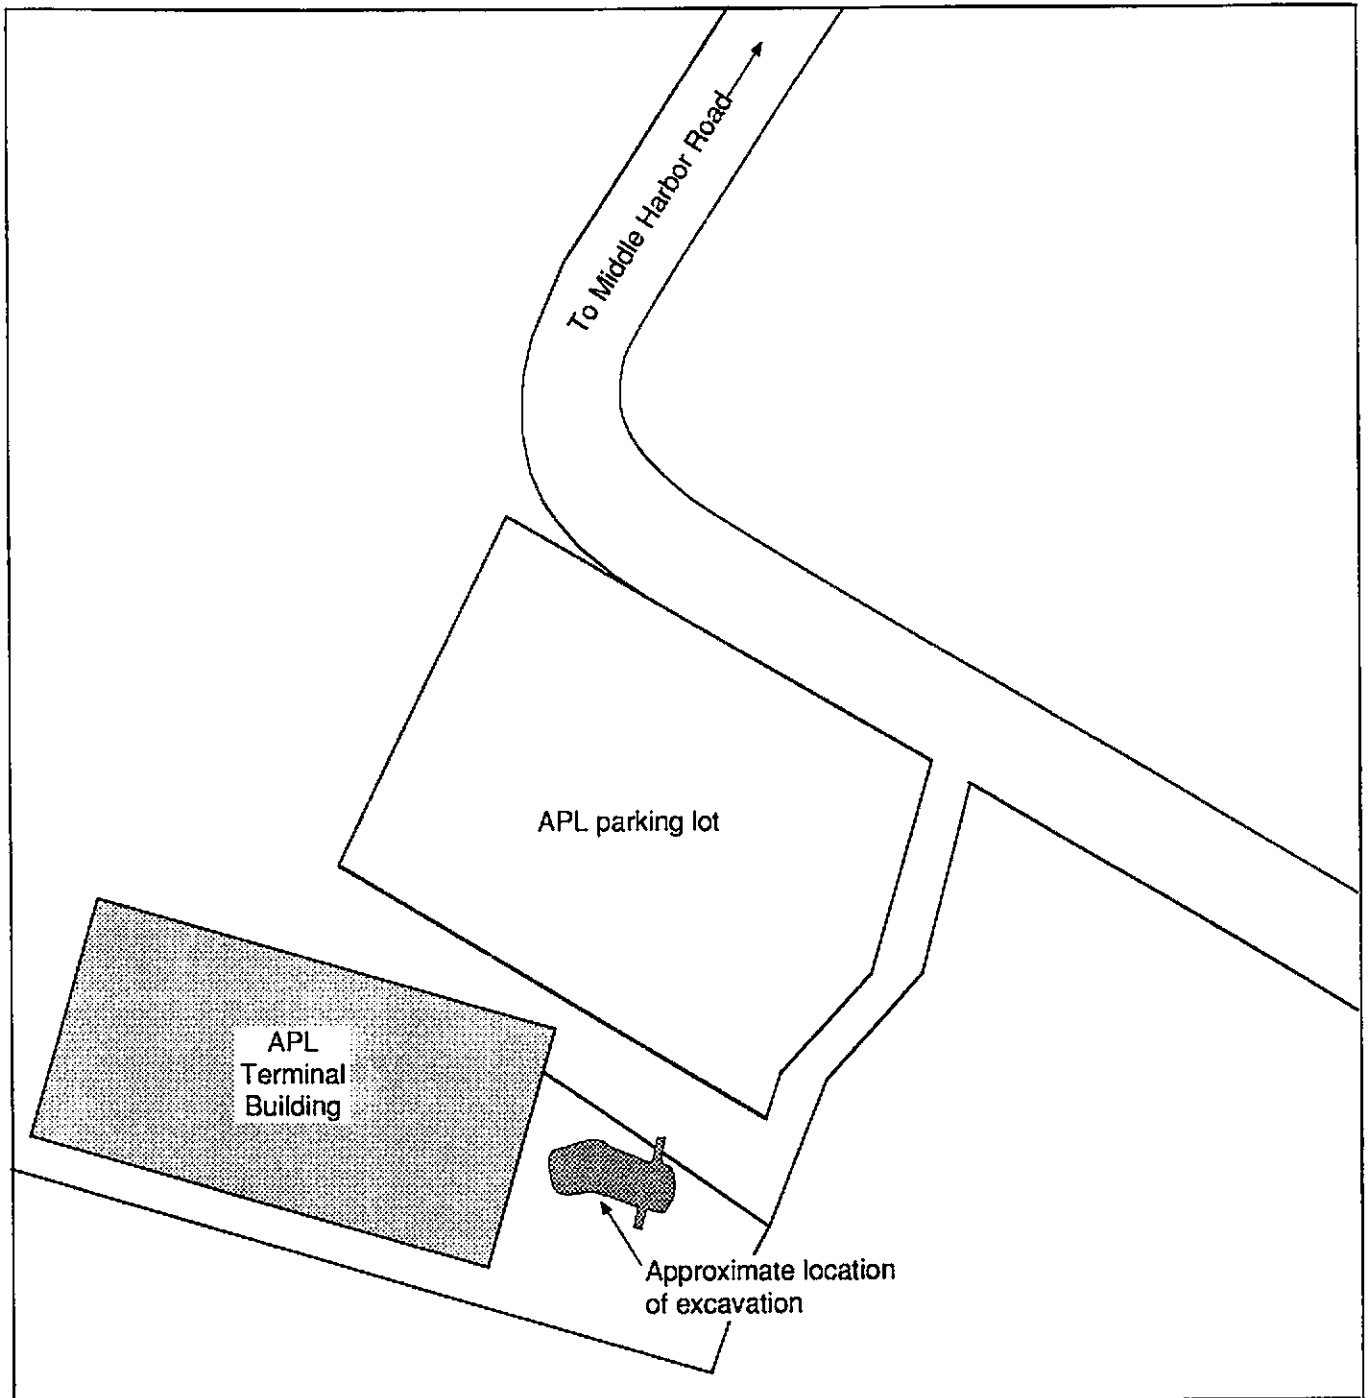 To Middle Harbor Road
APL parking lot
APL
Terminal
Building
Approximate location
of excavation